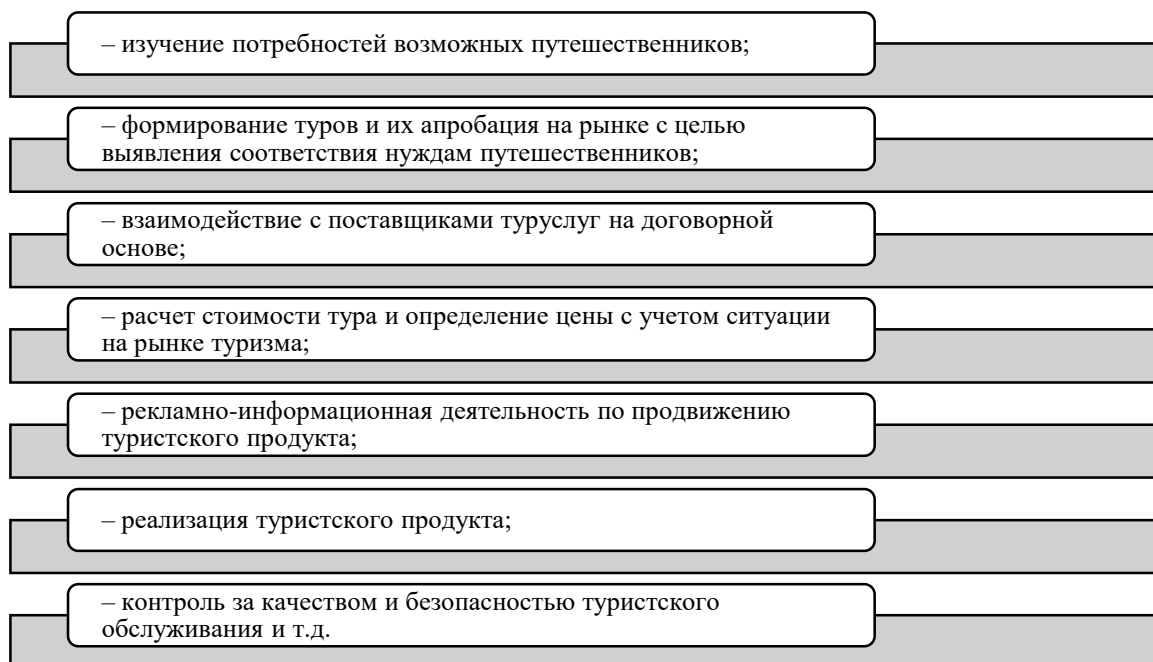 – изучение потребностей возможных путешественников;
– формирование туров и их апробация на рынке с целью
выявления соответствия нуждам путешественников;
– взаимодействие с поставщиками туруслуг на договорной
основе;
– расчет стоимости тура и определение цены с учетом ситуации
на рынке туризма;
– рекламно-информационная деятельность по продвижению
туристского продукта;
– реализация туристского продукта;
– контроль за качеством и безопасностью туристского
обслуживания и т.д.